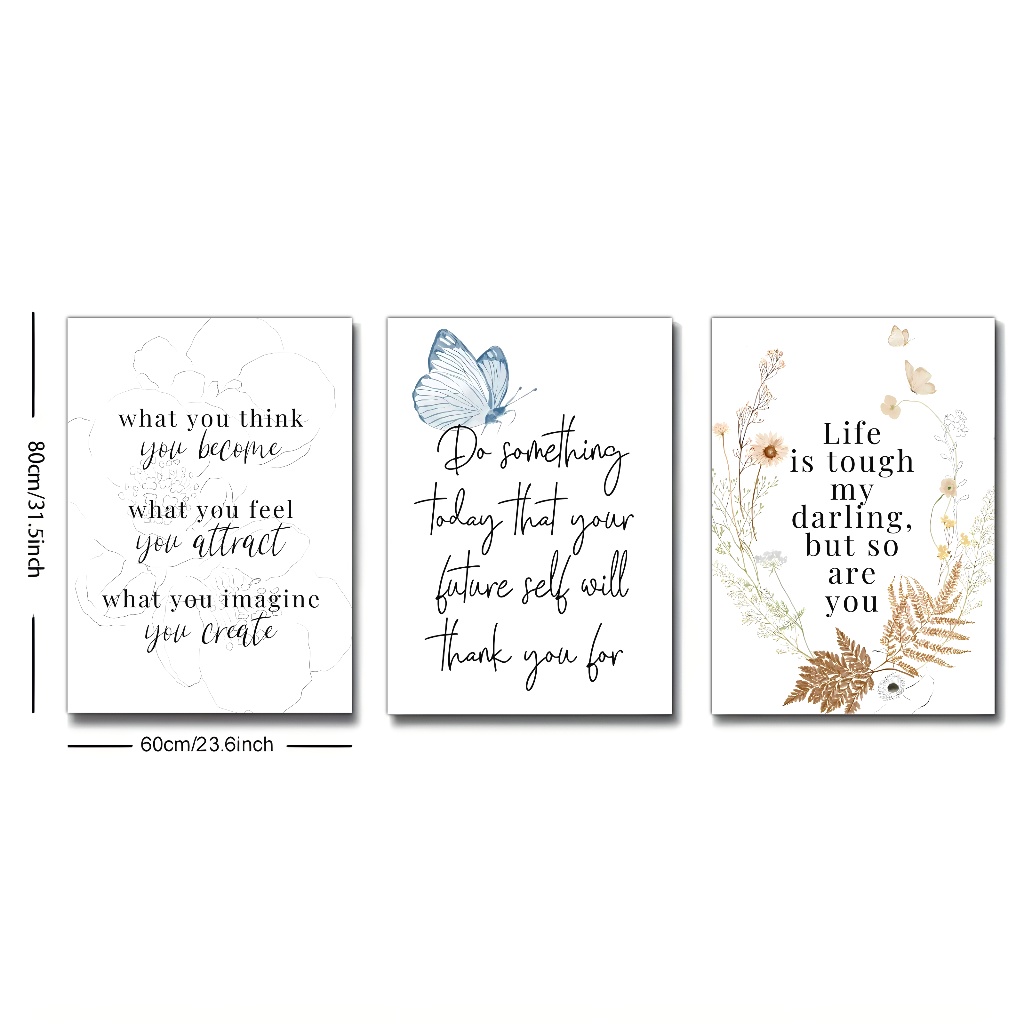 80cm/31.5inch
what you think
you become
what you feel
you attract
what you imagine
you create
60cm/23.6inch
Do something
today that your
future self will
thank you for
Life
is tough
my
darling,
but so
are
you